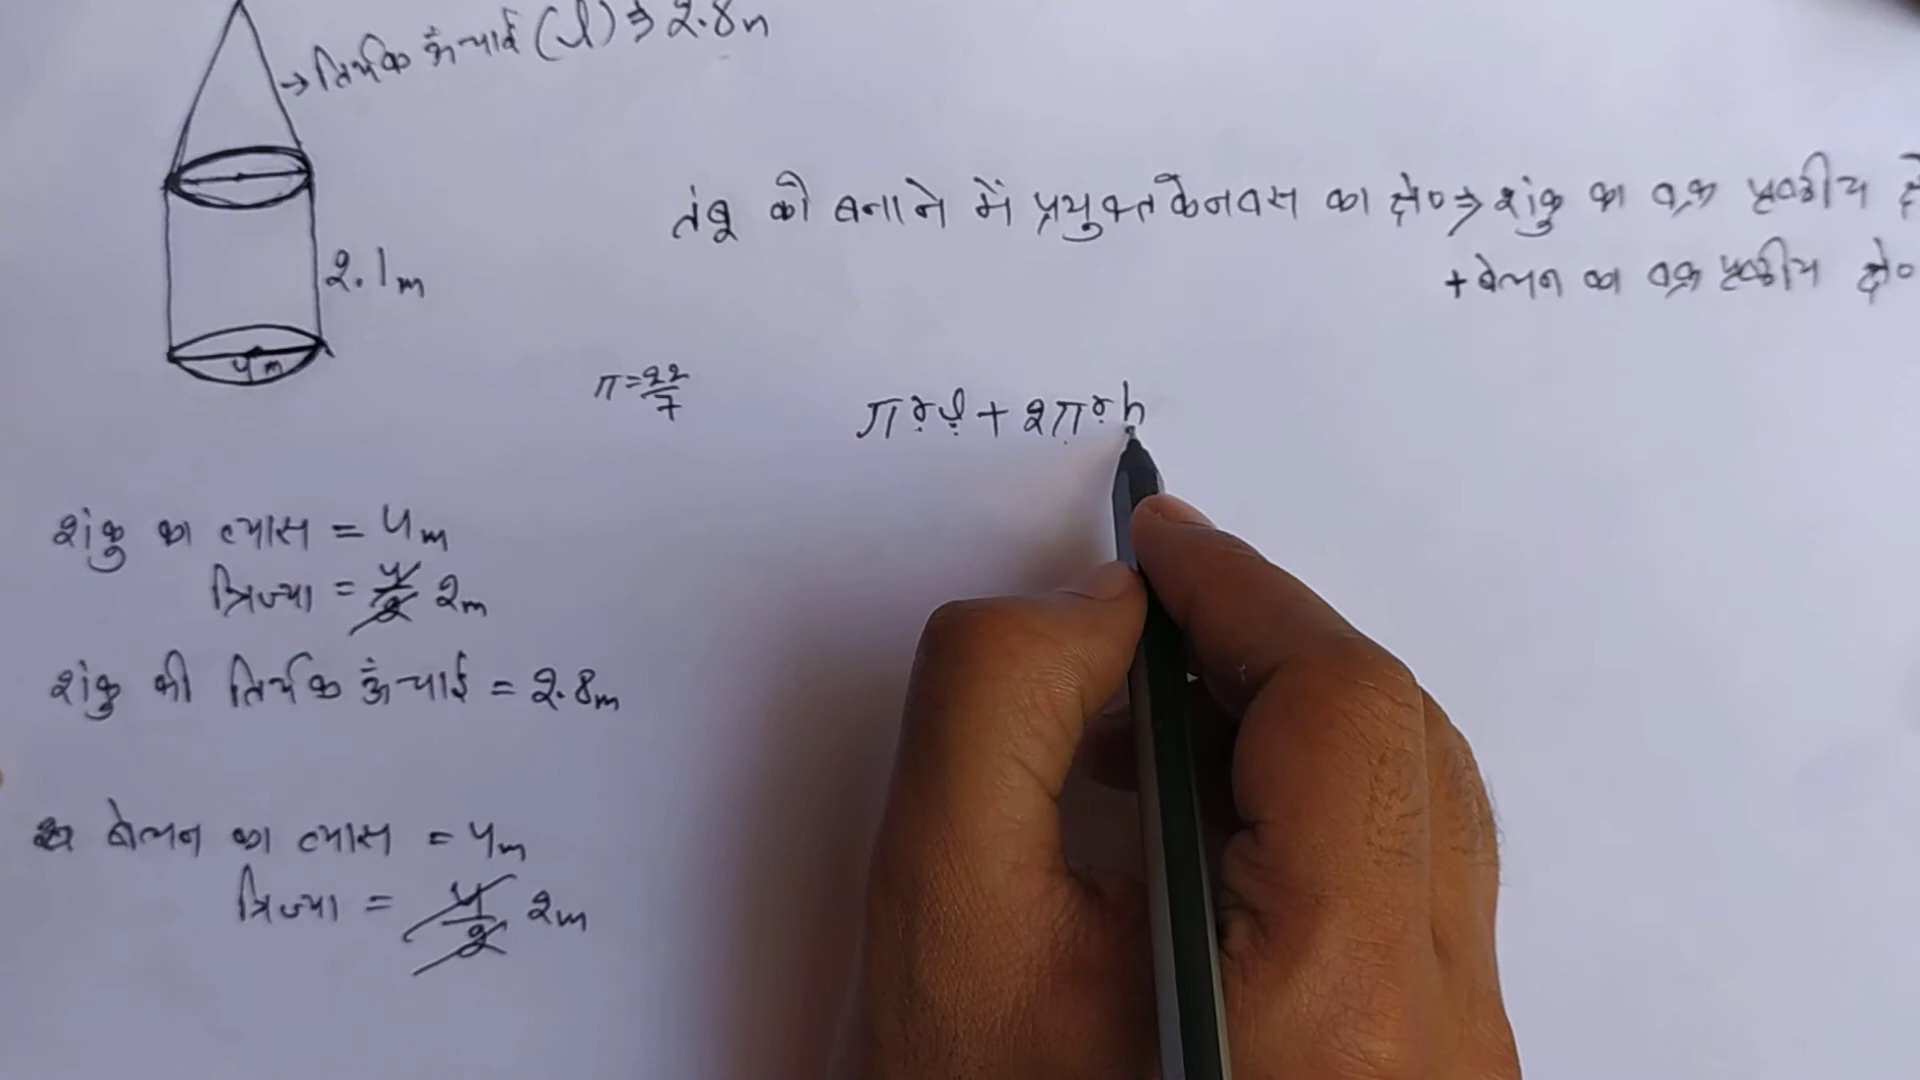 → तिर्यक ऊंचाई (l) ⇒ 2.8m
तंबू को बनाने में प्रयुक्त कैनवस का क्षे० ⇒ शंकु का वक्र पृष्ठीय क्षे
+ बेलन का वक्र पृष्ठीय क्षे०
2.1m
4m
π = 22/7
πrl + 2πrh
शंकु का व्यास = 4m
त्रिज्या = 4/2 2m
शंकु की तिर्यक ऊंचाई = 2.8m
बेलन का व्यास = 4m
त्रिज्या = 4/2 2m